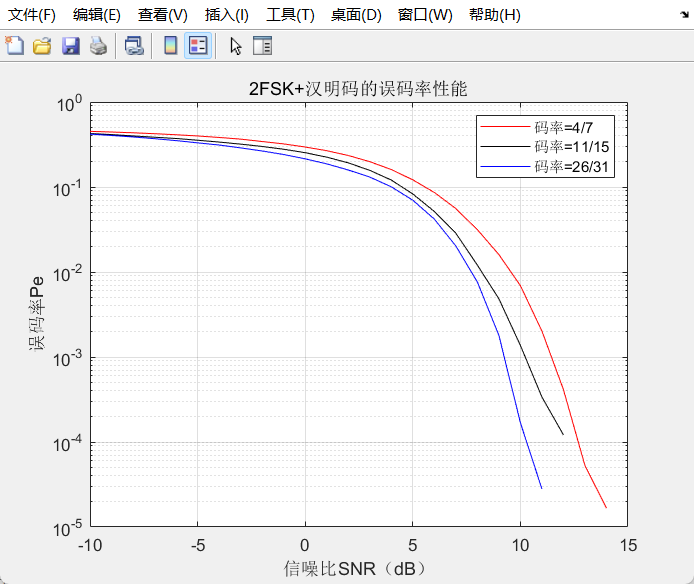 文件(F) 编辑(E) 查看(V) 插入(I) 工具(T) 桌面(D) 窗口(W) 帮助(H)
2FSK+汉明码的误码率性能
码率=4/7
码率=11/15
码率=26/31
10^0
10^-1
10^-2
10^-3
10^-4
10^-5
误码率Pe
-10 -5 0 5 10 15
信噪比SNR（dB）